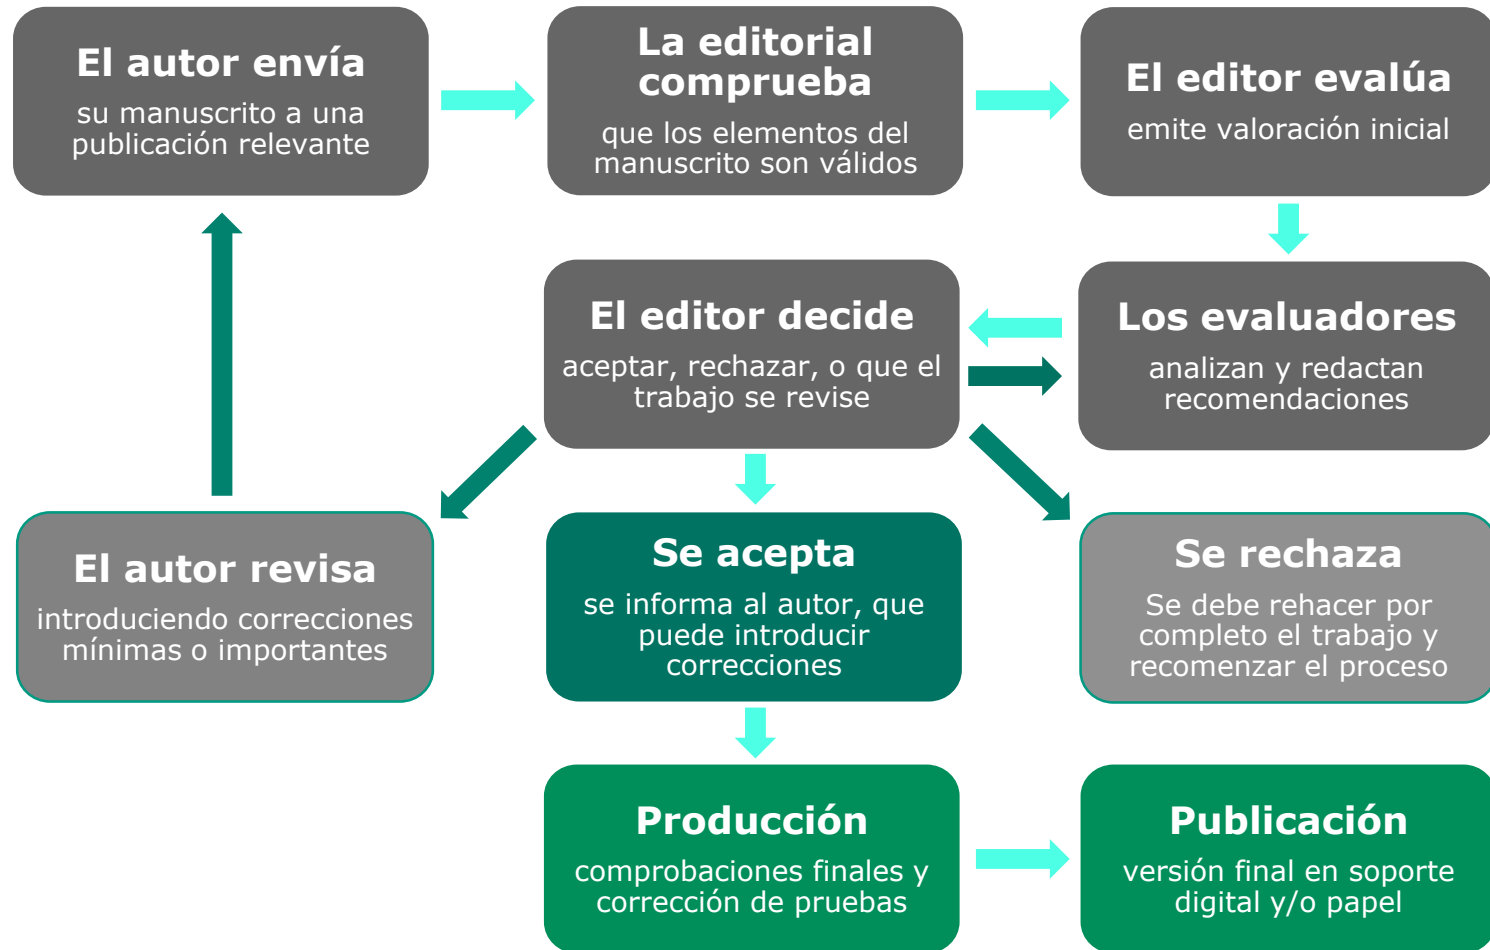 El autor envía
su manuscrito a una
publicación relevante
La editorial
comprueba
que los elementos del
manuscrito son válidos
El editor evalúa
emite valoración inicial
El editor decide
aceptar, rechazar, o que el
trabajo se revise
Los evaluadores
analizan y redactan
recomendaciones
El autor revisa
introduciendo correcciones
mínimas o importantes
Se acepta
se informa al autor, que
puede introducir
correcciones
Se rechaza
Se debe rehacer por
completo el trabajo y
recomenzar el proceso
Producción
comprobaciones finales y
corrección de pruebas
Publicación
versión final en soporte
digital y/o papel